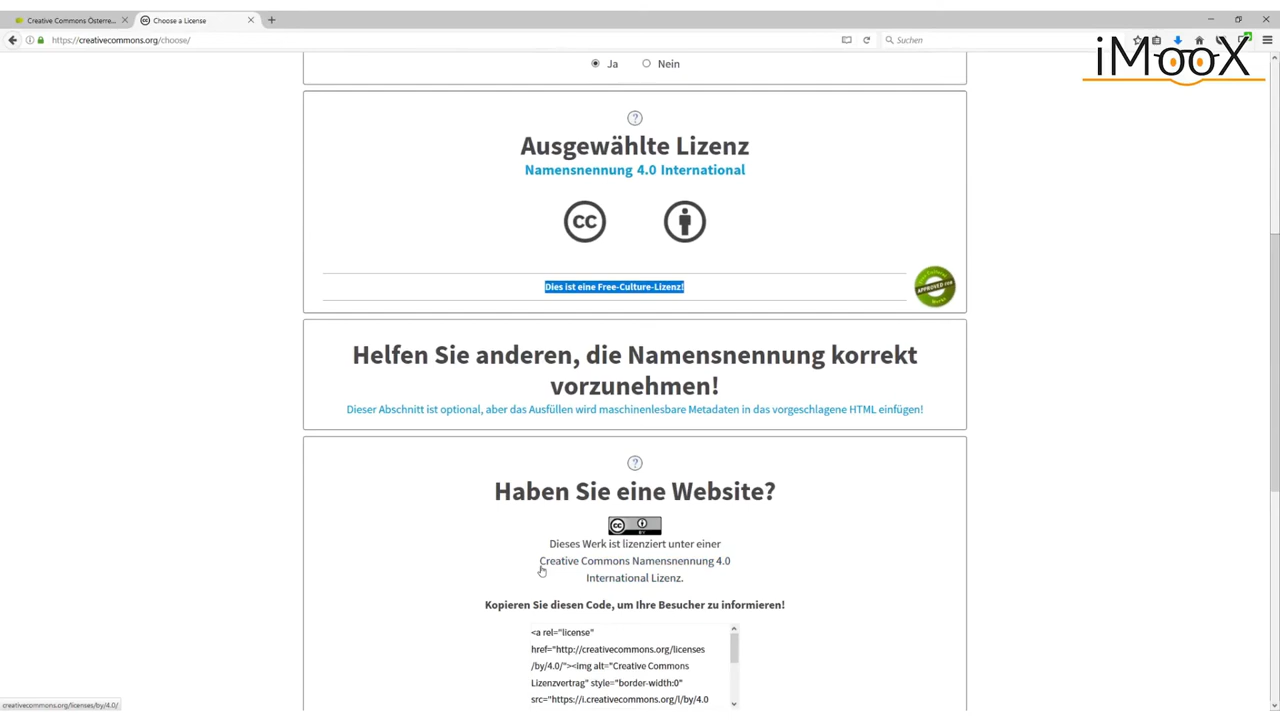 Creative Commons Österre...
Choose a License
https://creativecommons.org/choose/
Suchen
iMooX
Ja
Nein
?
Ausgewählte Lizenz
Namensnennung 4.0 International
cc
Dies ist eine Free-Culture-Lizenz!
APPROVED FOR
Helfen Sie anderen, die Namensnennung korrekt
vorzunehmen!
Dieser Abschnitt ist optional, aber das Ausfüllen wird maschinenlesbare Metadaten in das vorgeschlagene HTML einfügen!
?
Haben Sie eine Website?
cc
BY
Dieses Werk ist lizenziert unter einer
Creative Commons Namensnennung 4.0
International Lizenz.
Kopieren Sie diesen Code, um Ihre Besucher zu informieren!
<a rel="license"
href="http://creativecommons.org/licenses
/by/4.0/"><img alt="Creative Commons
Lizenzvertrag" style="border-width:0"
src="https://i.creativecommons.org/l/by/4.0
creativecommons.org/licenses/by/4.0/